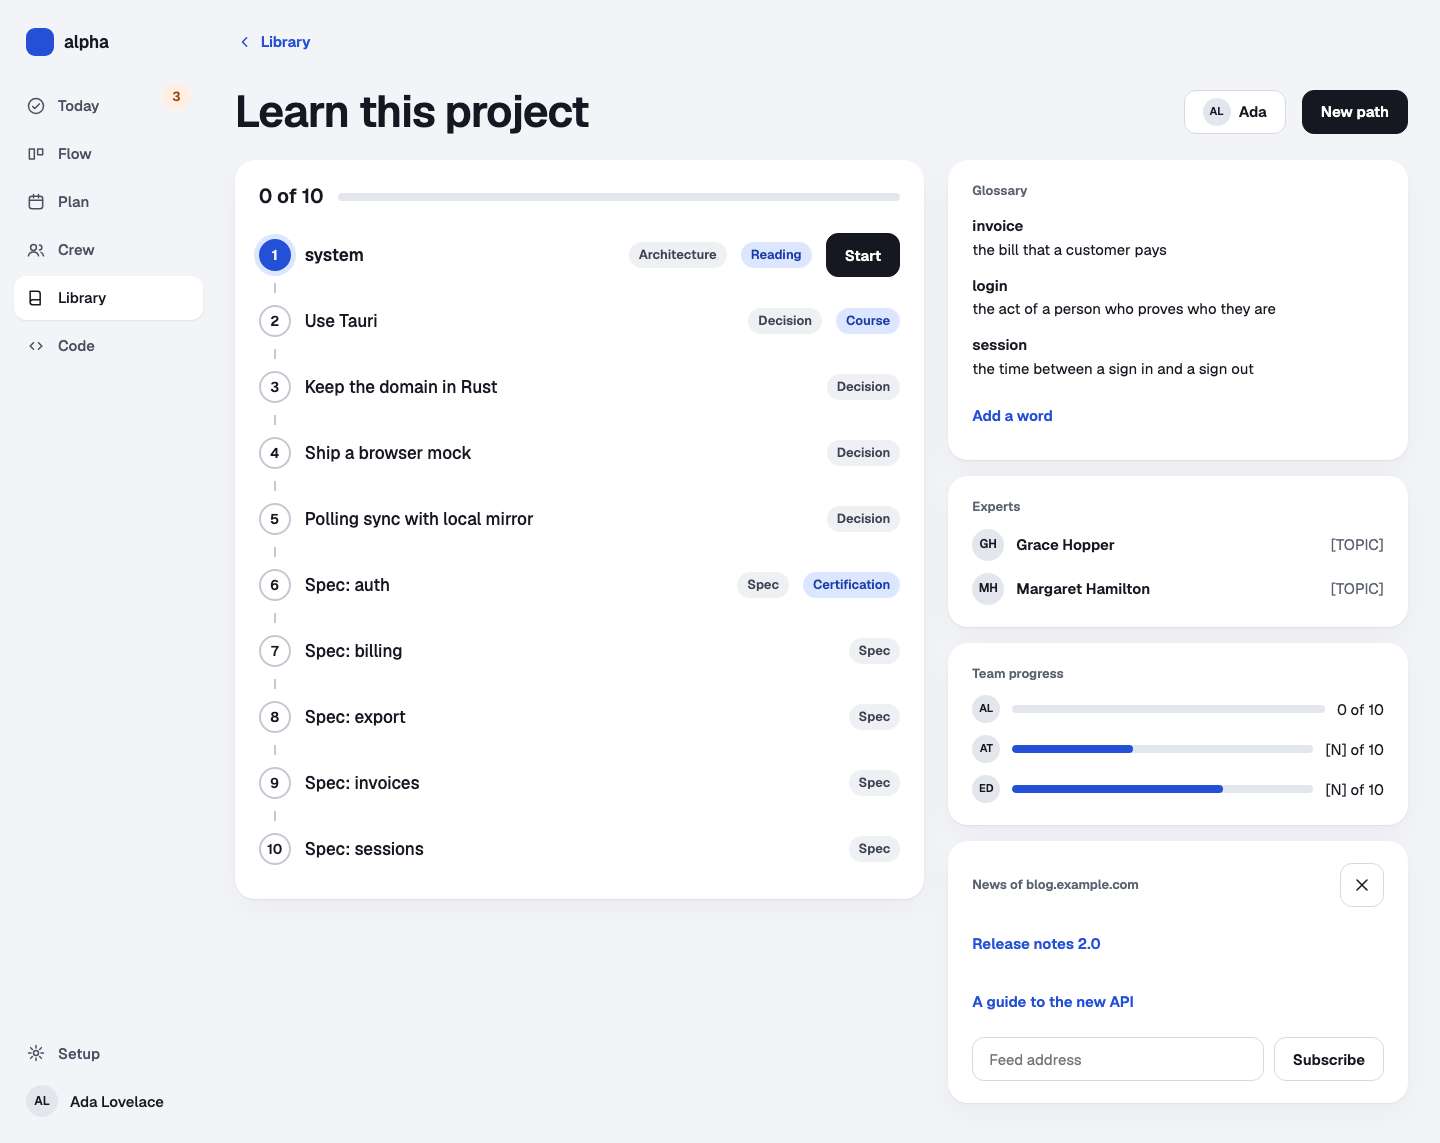 alpha
Today
3
Flow
Plan
Crew
Library
Code
Setup
AL
Ada Lovelace
Library
Learn this project
AL
Ada
New path
0 of 10
1
system
Architecture
Reading
Start
2
Use Tauri
Decision
Course
3
Keep the domain in Rust
Decision
4
Ship a browser mock
Decision
5
Polling sync with local mirror
Decision
6
Spec: auth
Spec
Certification
7
Spec: billing
Spec
8
Spec: export
Spec
9
Spec: invoices
Spec
10
Spec: sessions
Spec
Glossary
invoice
the bill that a customer pays
login
the act of a person who proves who they are
session
the time between a sign in and a sign out
Add a word
Experts
GH
Grace Hopper
[TOPIC]
MH
Margaret Hamilton
[TOPIC]
Team progress
AL
0 of 10
AT
[N] of 10
ED
[N] of 10
News of blog.example.com
Release notes 2.0
A guide to the new API
Feed address
Subscribe